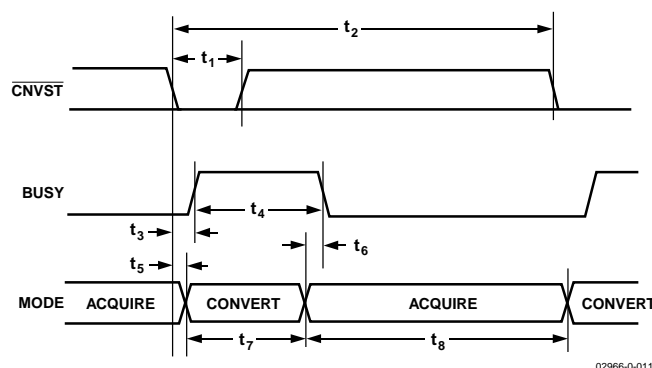 t2
t1
CNVST
BUSY
t3
t4
t6
t5
MODE ACQUIRE CONVERT ACQUIRE CONVERT
t7 t8
02966-0-011